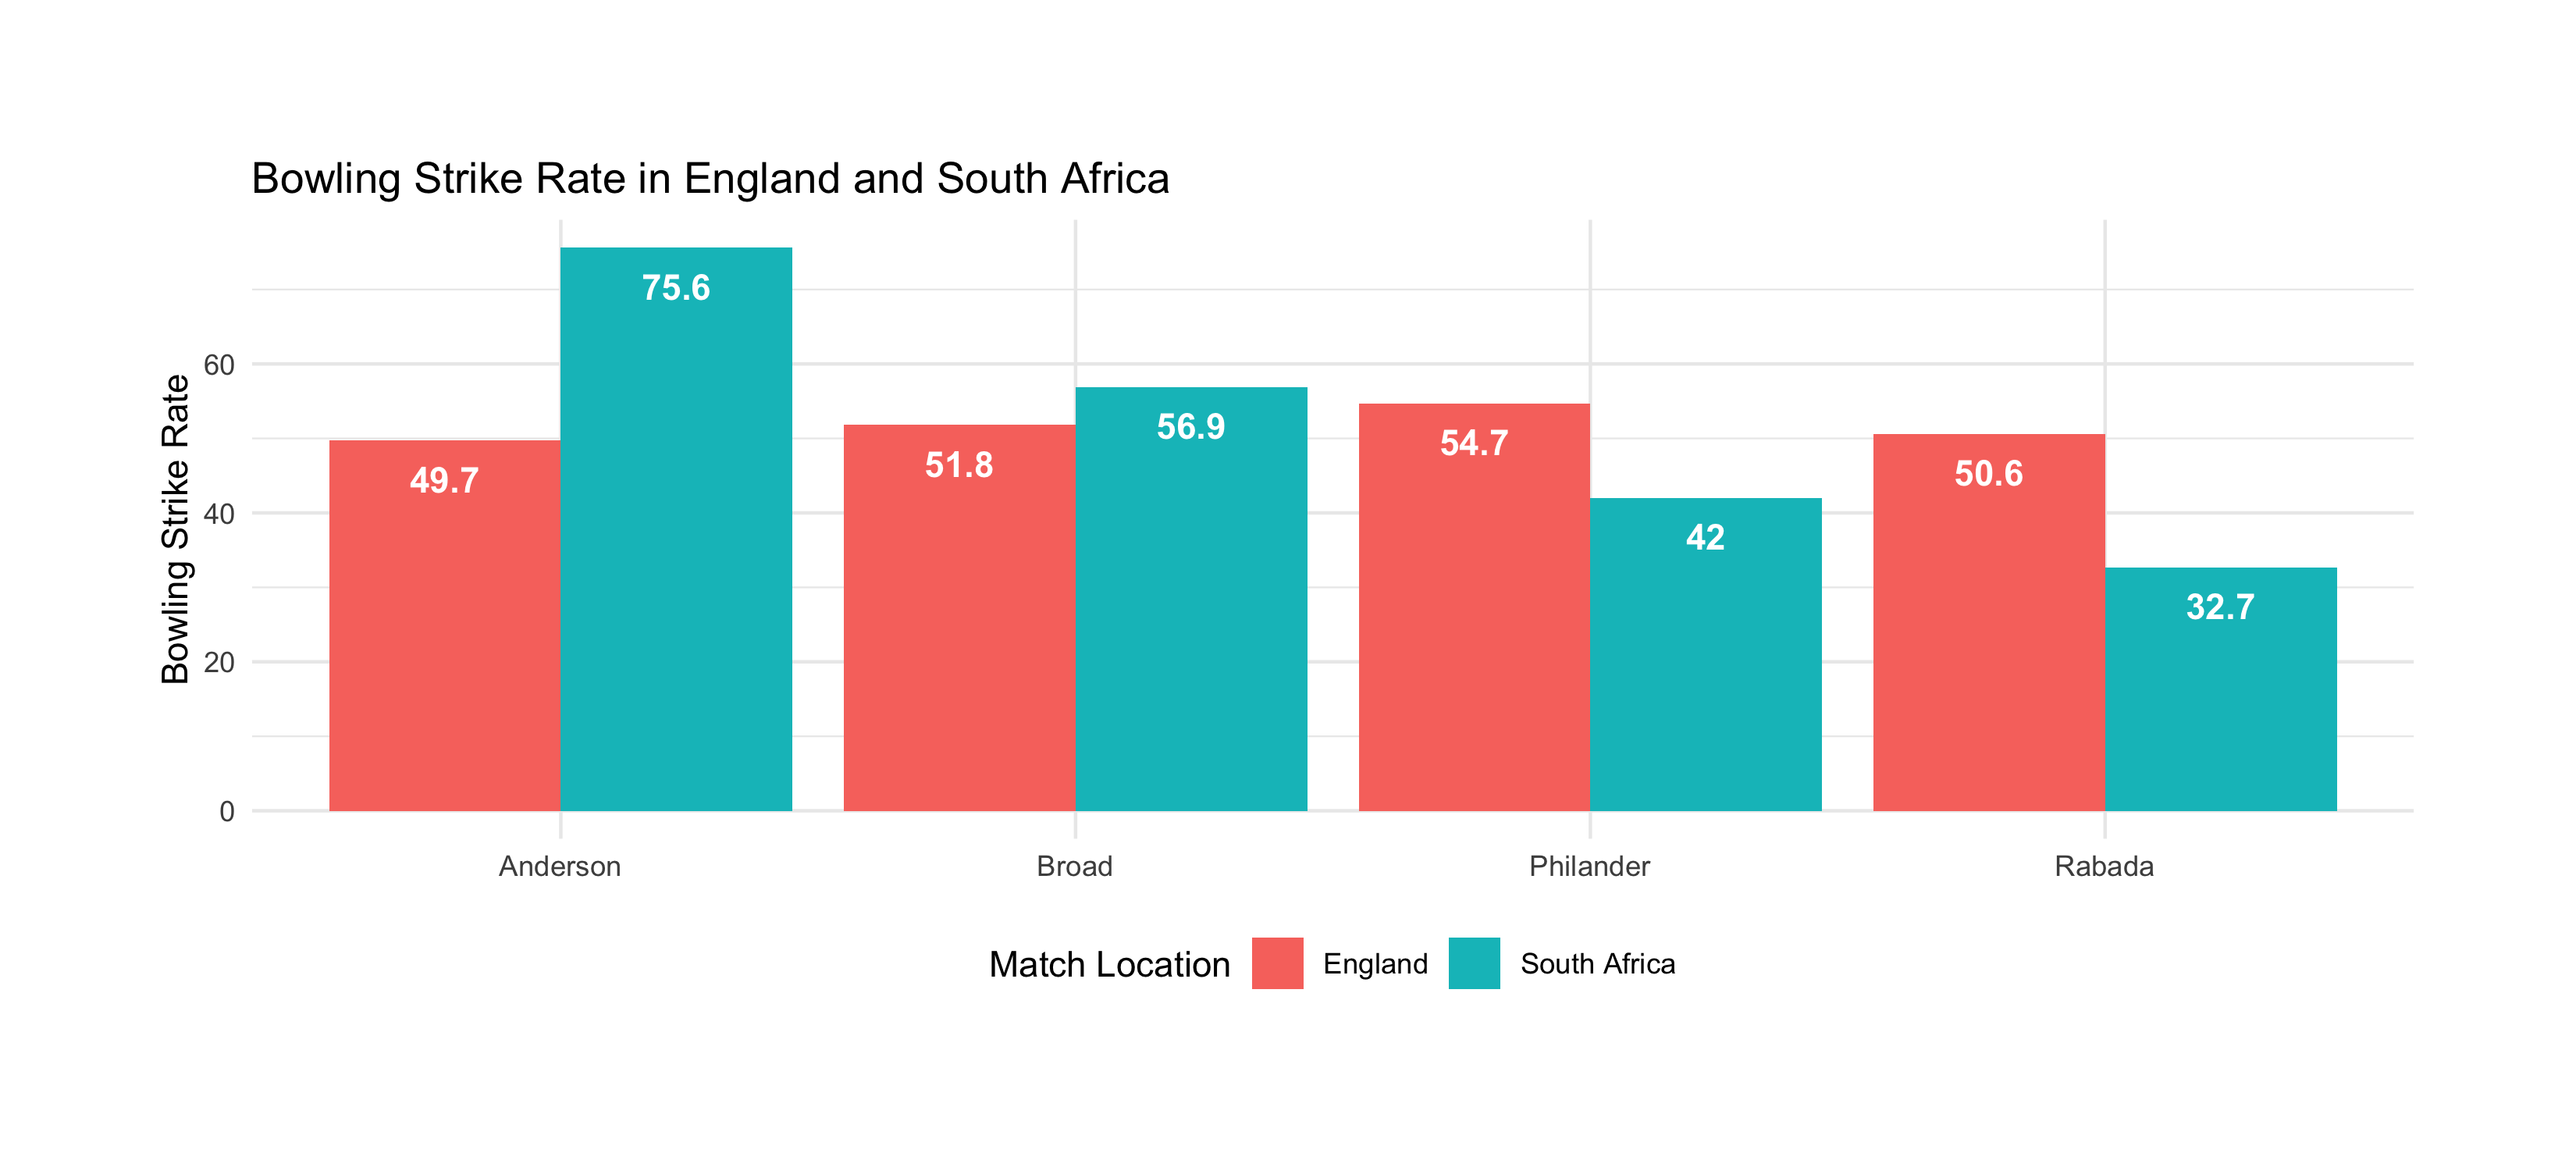 Bowling Strike Rate in England and South Africa
Bowling Strike Rate
60
40
20
0
49.7
75.6
51.8
56.9
54.7
42
50.6
32.7
Anderson
Broad
Philander
Rabada
Match Location
England
South Africa